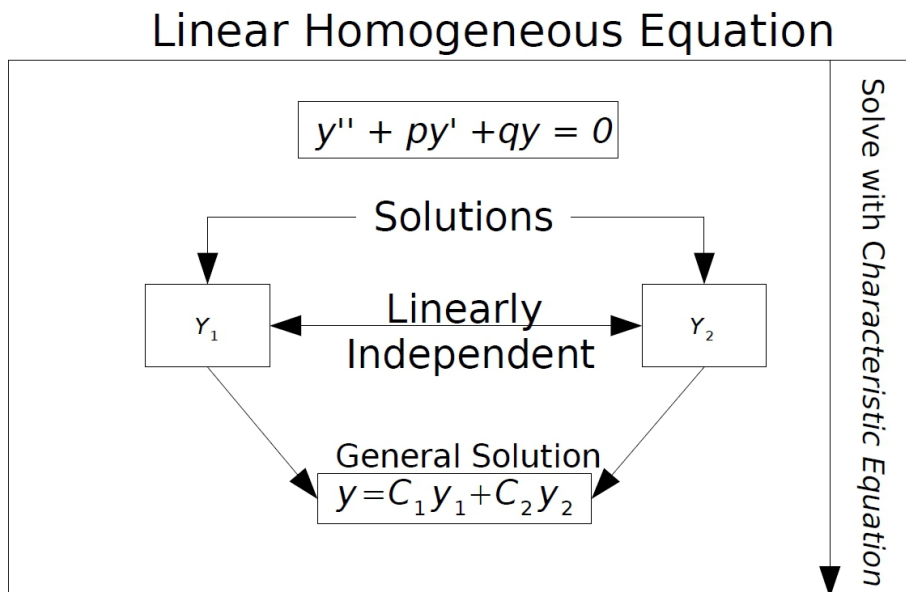 Linear Homogeneous Equation
y'' + py' +qy = 0
Solutions
Y₁
Linearly
Independent
Y₂
General Solution
y=C₁y₁+C₂y₂
Solve with Characteristic Equation